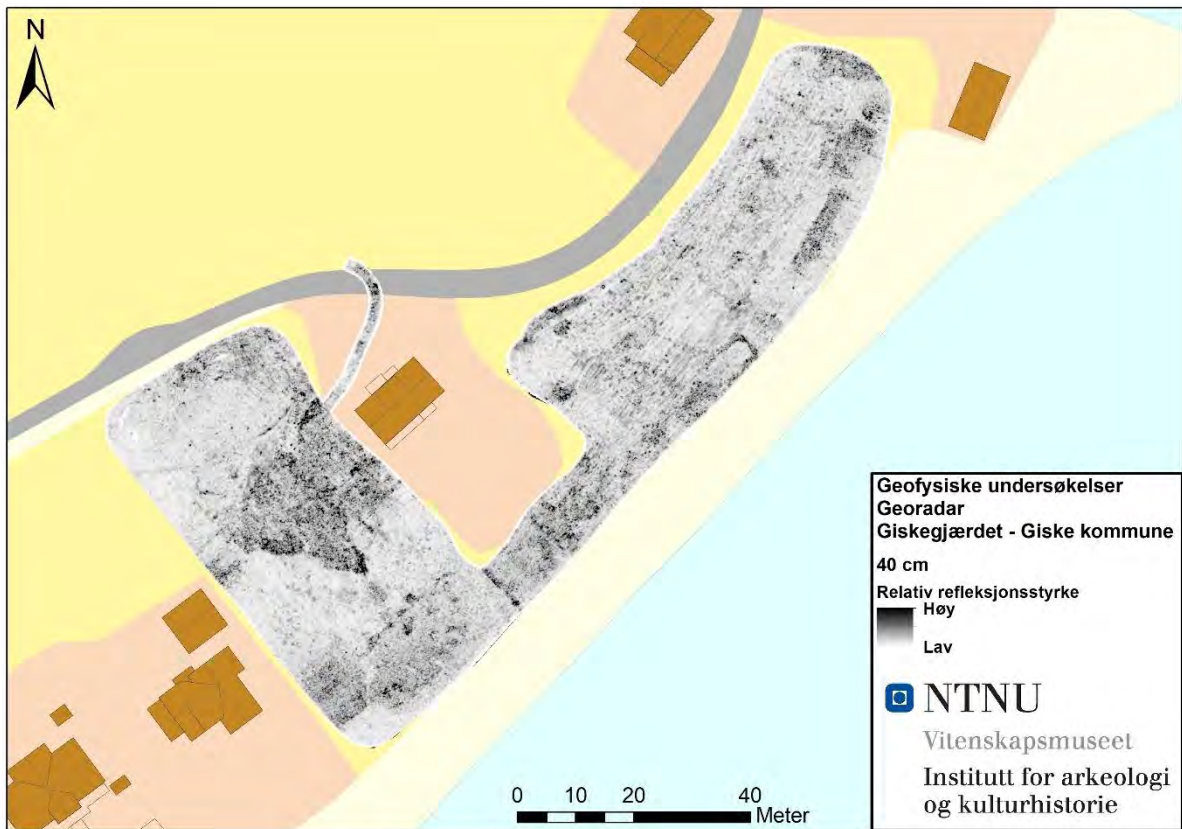 N
Geofysiske undersøkelser
Georadar
Giskegjærdet - Giske kommune
40 cm
Relativ refleksjonsstyrke
Høy
Lav
NTNU
Vitenskapsmuseet
Institutt for arkeologi
og kulturhistorie
0 10 20 40
Meter